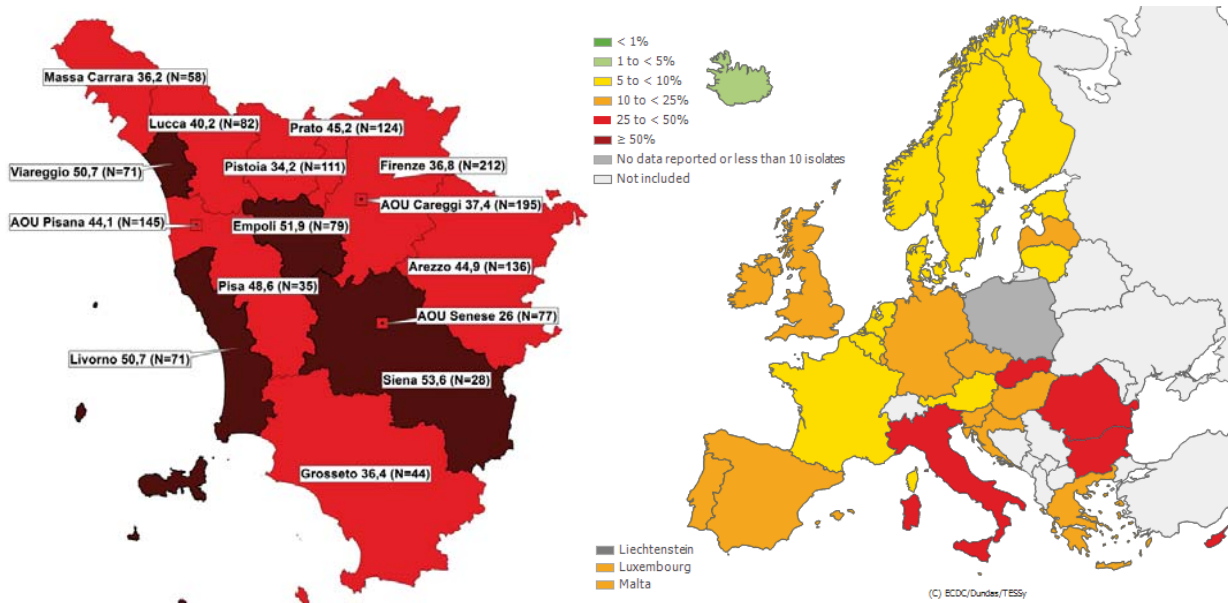 Massa Carrara 36,2 (N=58)
Lucca 40,2 (N=82)
Prato 45,2 (N=124)
Viareggio 50,7 (N=71)
Pistoia 34,2 (N=111)
Firenze 36,8 (N=212)
AOU Careggi 37,4 (N=195)
AOU Pisana 44,1 (N=145)
Empoli 51,9 (N=79)
Arezzo 44,9 (N=136)
Pisa 48,6 (N=35)
AOU Senese 26 (N=77)
Livorno 50,7 (N=71)
Siena 53,6 (N=28)
Grosseto 36,4 (N=44)
< 1%
1 to < 5%
5 to < 10%
10 to < 25%
25 to < 50%
≥ 50%
No data reported or less than 10 isolates
Not included
Liechtenstein
Luxembourg
Malta
(C) ECDC/Dundas/TESSy